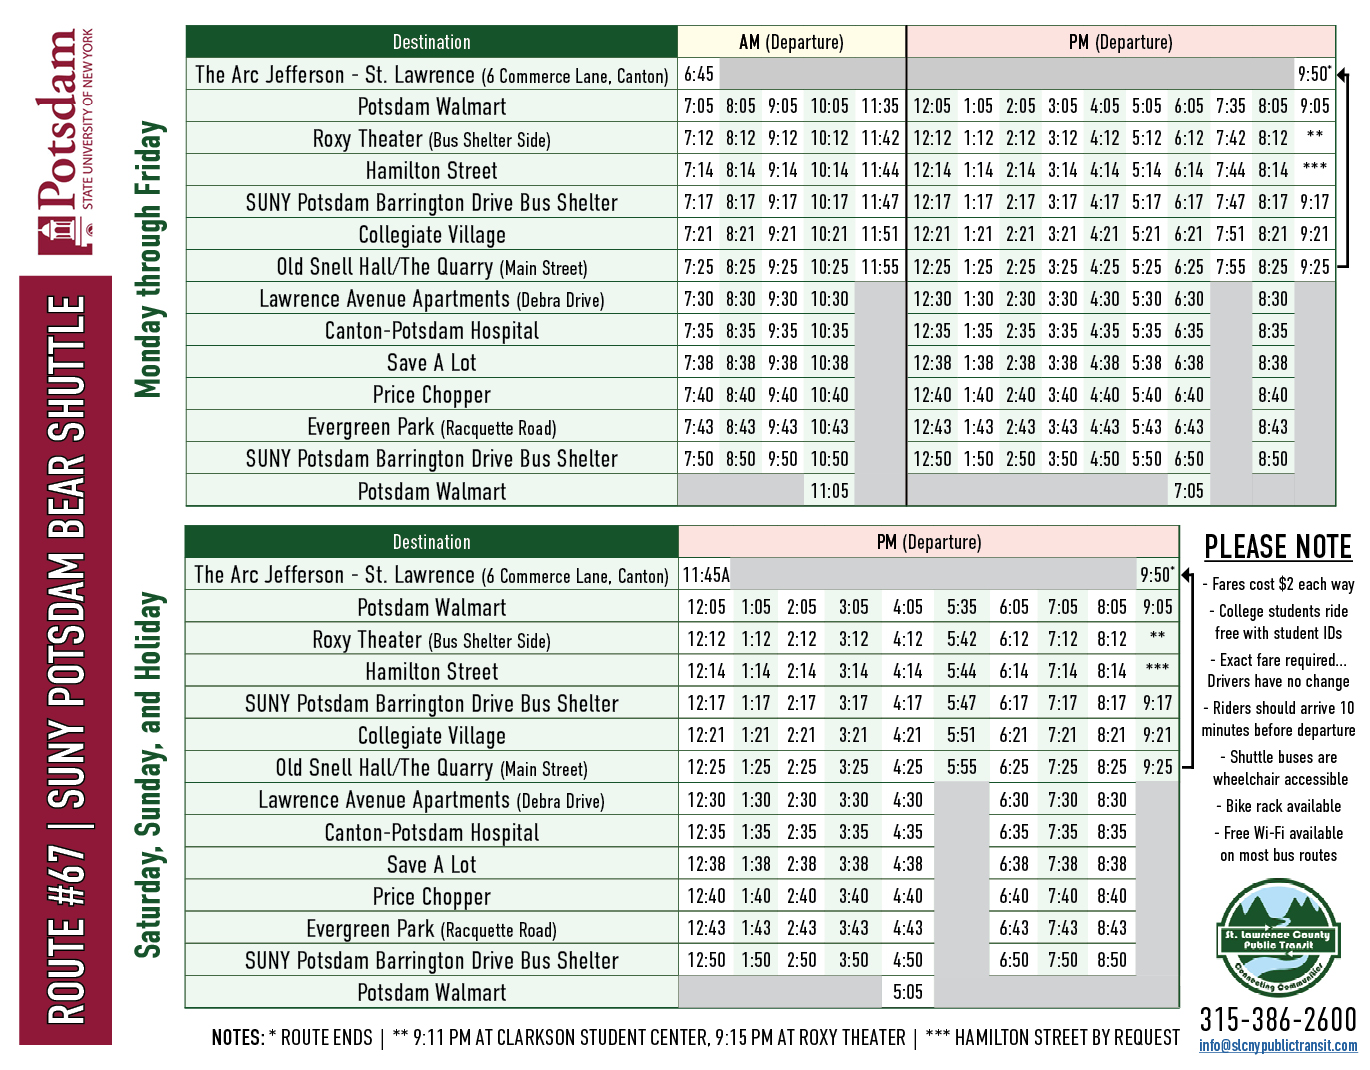 Potsdam
STATE UNIVERSITY OF NEW YORK
ROUTE #67 | SUNY POTSDAM BEAR SHUTTLE
Monday through Friday
Destination AM (Departure) PM (Departure)
The Arc Jefferson - St. Lawrence (6 Commerce Lane, Canton) 6:45 9:50*
Potsdam Walmart 7:05 8:05 9:05 10:05 11:35 12:05 1:05 2:05 3:05 4:05 5:05 6:05 7:35 8:05 9:05
Roxy Theater (Bus Shelter Side) 7:12 8:12 9:12 10:12 11:42 12:12 1:12 2:12 3:12 4:12 5:12 6:12 7:42 8:12 **
Hamilton Street 7:14 8:14 9:14 10:14 11:44 12:14 1:14 2:14 3:14 4:14 5:14 6:14 7:44 8:14 ***
SUNY Potsdam Barrington Drive Bus Shelter 7:17 8:17 9:17 10:17 11:47 12:17 1:17 2:17 3:17 4:17 5:17 6:17 7:47 8:17 9:17
Collegiate Village 7:21 8:21 9:21 10:21 11:51 12:21 1:21 2:21 3:21 4:21 5:21 6:21 7:51 8:21 9:21
Old Snell Hall/The Quarry (Main Street) 7:25 8:25 9:25 10:25 11:55 12:25 1:25 2:25 3:25 4:25 5:25 6:25 7:55 8:25 9:25
Lawrence Avenue Apartments (Debra Drive) 7:30 8:30 9:30 10:30 12:30 1:30 2:30 3:30 4:30 5:30 6:30 8:30
Canton-Potsdam Hospital 7:35 8:35 9:35 10:35 12:35 1:35 2:35 3:35 4:35 5:35 6:35 8:35
Save A Lot 7:38 8:38 9:38 10:38 12:38 1:38 2:38 3:38 4:38 5:38 6:38 8:38
Price Chopper 7:40 8:40 9:40 10:40 12:40 1:40 2:40 3:40 4:40 5:40 6:40 8:40
Evergreen Park (Racquette Road) 7:43 8:43 9:43 10:43 12:43 1:43 2:43 3:43 4:43 5:43 6:43 8:43
SUNY Potsdam Barrington Drive Bus Shelter 7:50 8:50 9:50 10:50 12:50 1:50 2:50 3:50 4:50 5:50 6:50 8:50
Potsdam Walmart 11:05 7:05
Saturday, Sunday, and Holiday
Destination PM (Departure)
The Arc Jefferson - St. Lawrence (6 Commerce Lane, Canton) 11:45A 9:50*
Potsdam Walmart 12:05 1:05 2:05 3:05 4:05 5:35 6:05 7:05 8:05 9:05
Roxy Theater (Bus Shelter Side) 12:12 1:12 2:12 3:12 4:12 5:42 6:12 7:12 8:12 **
Hamilton Street 12:14 1:14 2:14 3:14 4:14 5:44 6:14 7:14 8:14 ***
SUNY Potsdam Barrington Drive Bus Shelter 12:17 1:17 2:17 3:17 4:17 5:47 6:17 7:17 8:17 9:17
Collegiate Village 12:21 1:21 2:21 3:21 4:21 5:51 6:21 7:21 8:21 9:21
Old Snell Hall/The Quarry (Main Street) 12:25 1:25 2:25 3:25 4:25 5:55 6:25 7:25 8:25 9:25
Lawrence Avenue Apartments (Debra Drive) 12:30 1:30 2:30 3:30 4:30 6:30 7:30 8:30
Canton-Potsdam Hospital 12:35 1:35 2:35 3:35 4:35 6:35 7:35 8:35
Save A Lot 12:38 1:38 2:38 3:38 4:38 6:38 7:38 8:38
Price Chopper 12:40 1:40 2:40 3:40 4:40 6:40 7:40 8:40
Evergreen Park (Racquette Road) 12:43 1:43 2:43 3:43 4:43 6:43 7:43 8:43
SUNY Potsdam Barrington Drive Bus Shelter 12:50 1:50 2:50 3:50 4:50 6:50 7:50 8:50
Potsdam Walmart 5:05
NOTES: * ROUTE ENDS | ** 9:11 PM AT CLARKSON STUDENT CENTER, 9:15 PM AT ROXY THEATER | *** HAMILTON STREET BY REQUEST
PLEASE NOTE
- Fares cost $2 each way
- College students ride
free with student IDs
- Exact fare required...
Drivers have no change
- Riders should arrive 10
minutes before departure
- Shuttle buses are
wheelchair accessible
- Bike rack available
- Free Wi-Fi available
on most bus routes
St. Lawrence County
Public Transit
Connecting Communities
315-386-2600
info@slcnypublictransit.com